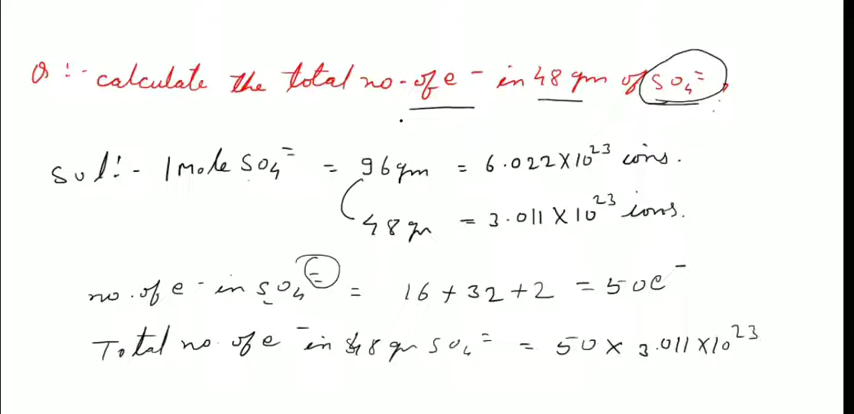 Q :- calculate the total no. of e⁻ in 48 gm of SO₄⁼,
Sol:- 1 mole SO₄⁼ = 96 gm = 6.022 X 10²³ ions.
48 gm = 3.011 X 10²³ ions.
no. of e⁻ in SO₄⁼ = 16 + 32 + 2 = 50e⁻
Total no. of e⁻ in 48 gm SO₄⁼ = 50 X 3.011 X 10²³